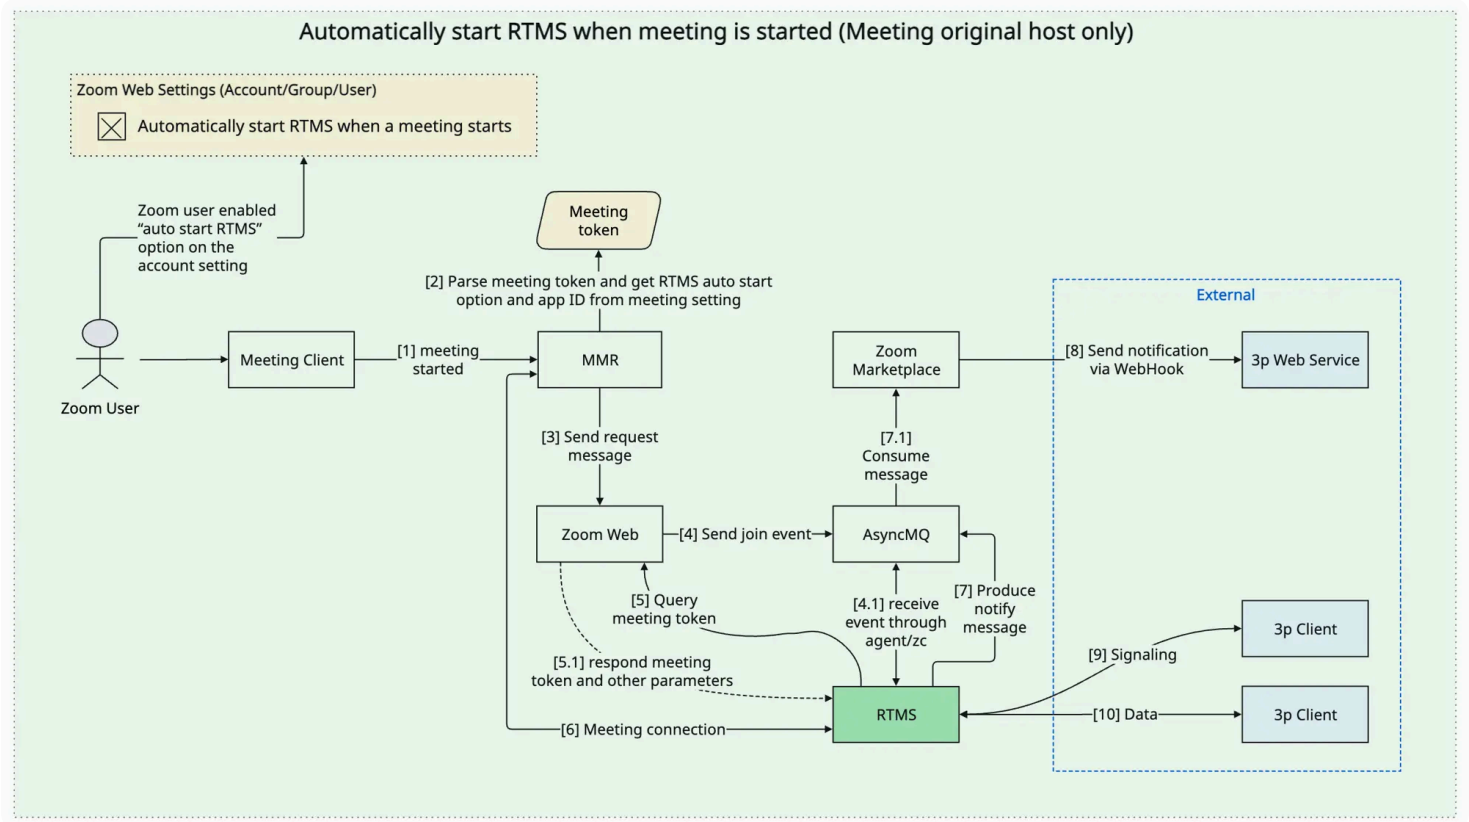 Automatically start RTMS when meeting is started (Meeting original host only)
Zoom Web Settings (Account/Group/User)
Automatically start RTMS when a meeting starts
Zoom user enabled
“auto start RTMS”
option on the
account setting
Meeting
token
[2] Parse meeting token and get RTMS auto start
option and app ID from meeting setting
External
Zoom User
Meeting Client
[1] meeting
started
MMR
Zoom
Marketplace
[8] Send notification
via WebHook
3p Web Service
[3] Send request
message
[7.1]
Consume
message
Zoom Web
[4] Send join event
AsyncMQ
[5] Query
meeting token
[4.1] receive
event through
agent/zc
[7] Produce
notify
message
[5.1] respond meeting
token and other parameters
[9] Signaling
3p Client
[6] Meeting connection
RTMS
[10] Data
3p Client